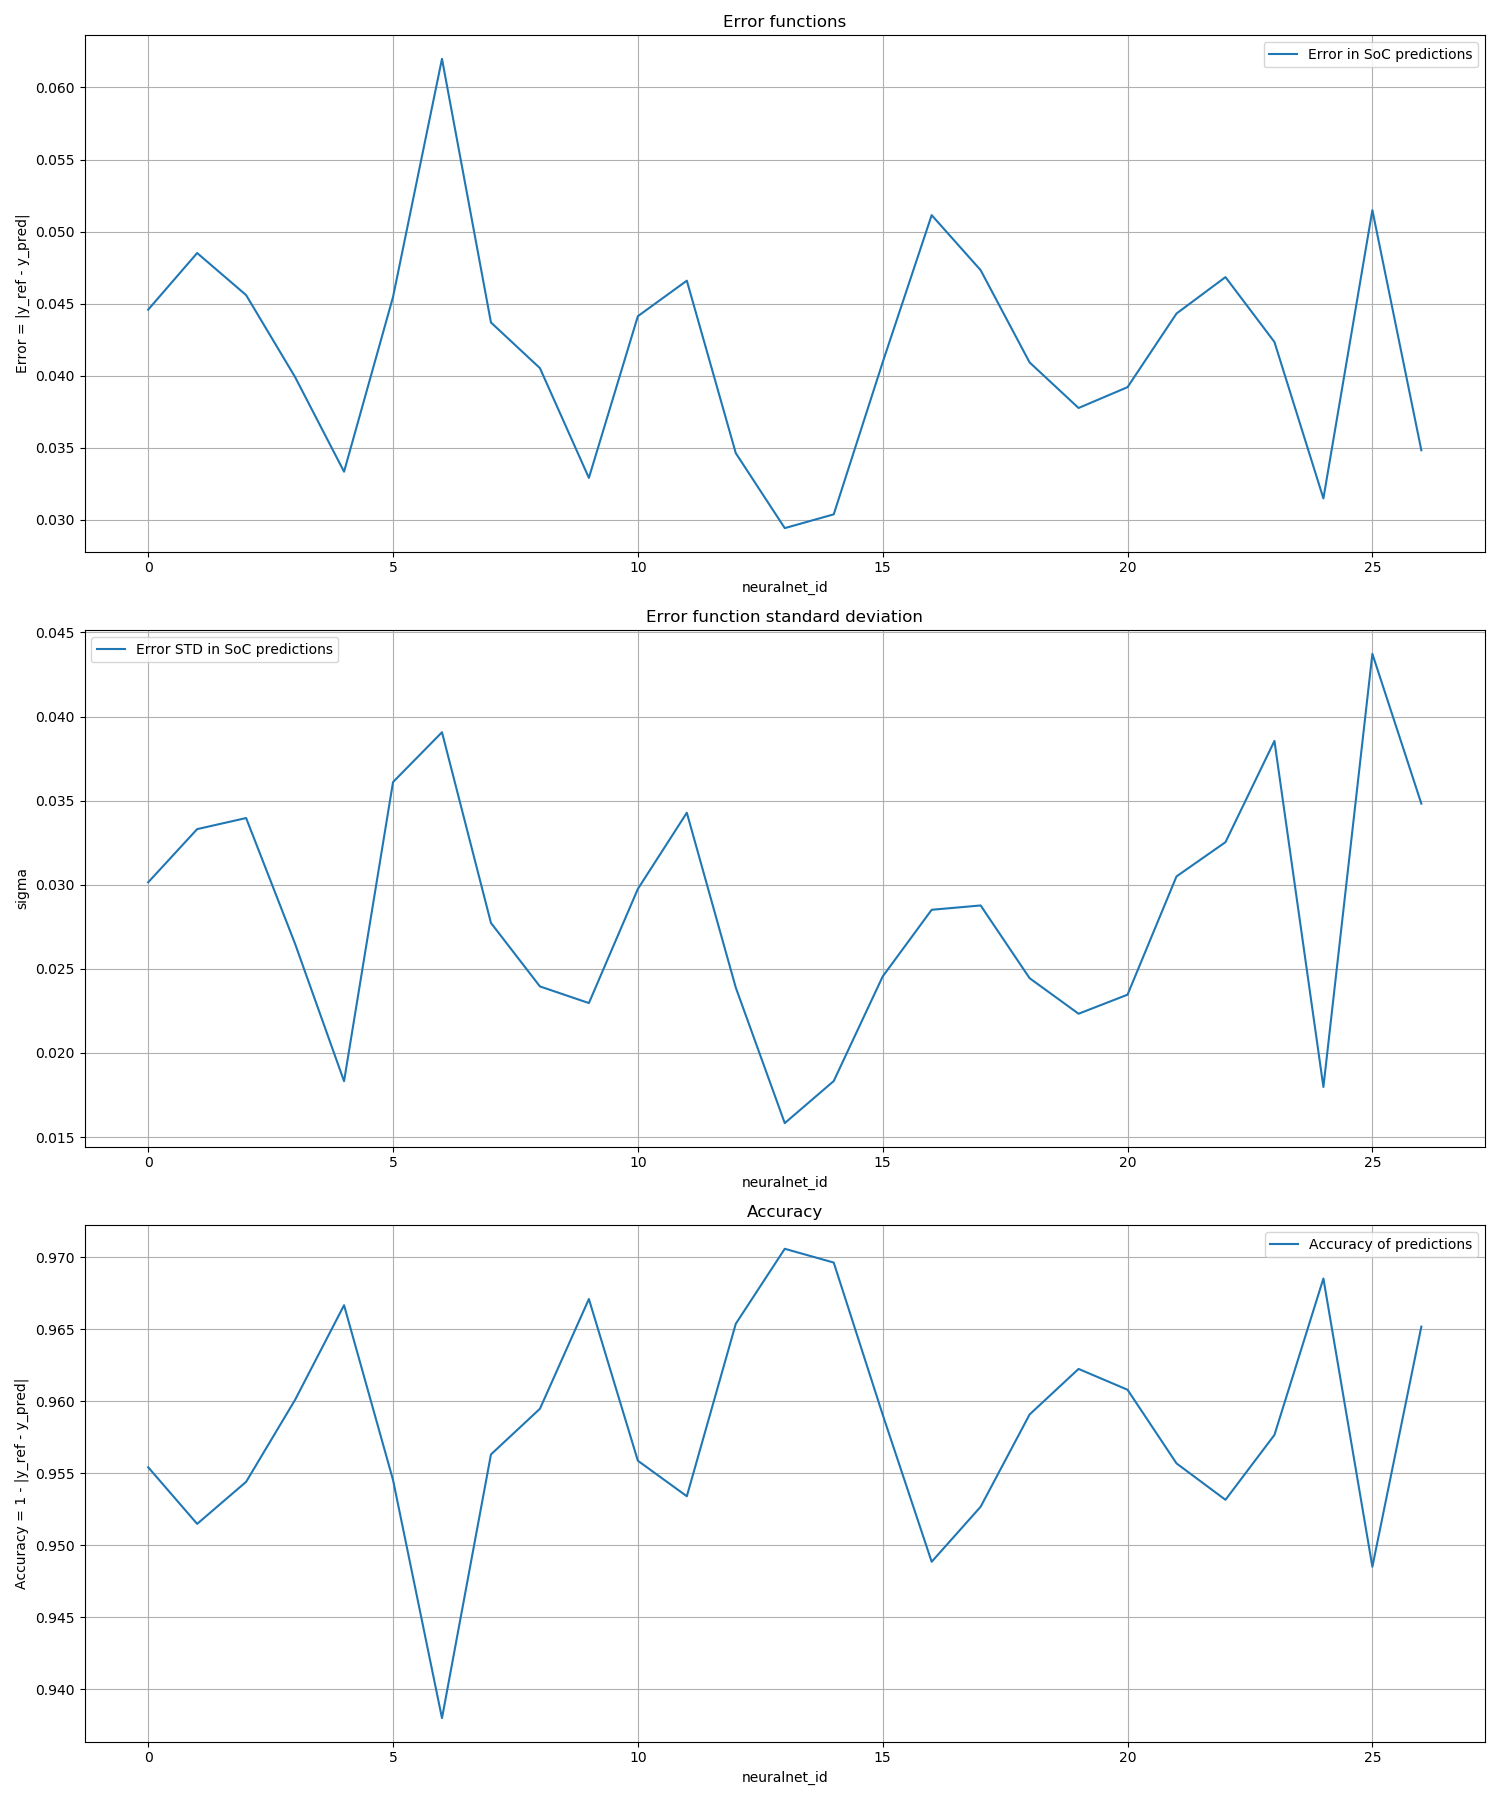 Error functions
Error in SoC predictions
Error = |y_ref - y_pred|
0.060
0.055
0.050
0.045
0.040
0.035
0.030
0 5 10 15 20 25
neuralnet_id
Error function standard deviation
Error STD in SoC predictions
sigma
0.045
0.040
0.035
0.030
0.025
0.020
0.015
0 5 10 15 20 25
neuralnet_id
Accuracy
Accuracy of predictions
Accuracy = 1 - |y_ref - y_pred|
0.970
0.965
0.960
0.955
0.950
0.945
0.940
0 5 10 15 20 25
neuralnet_id